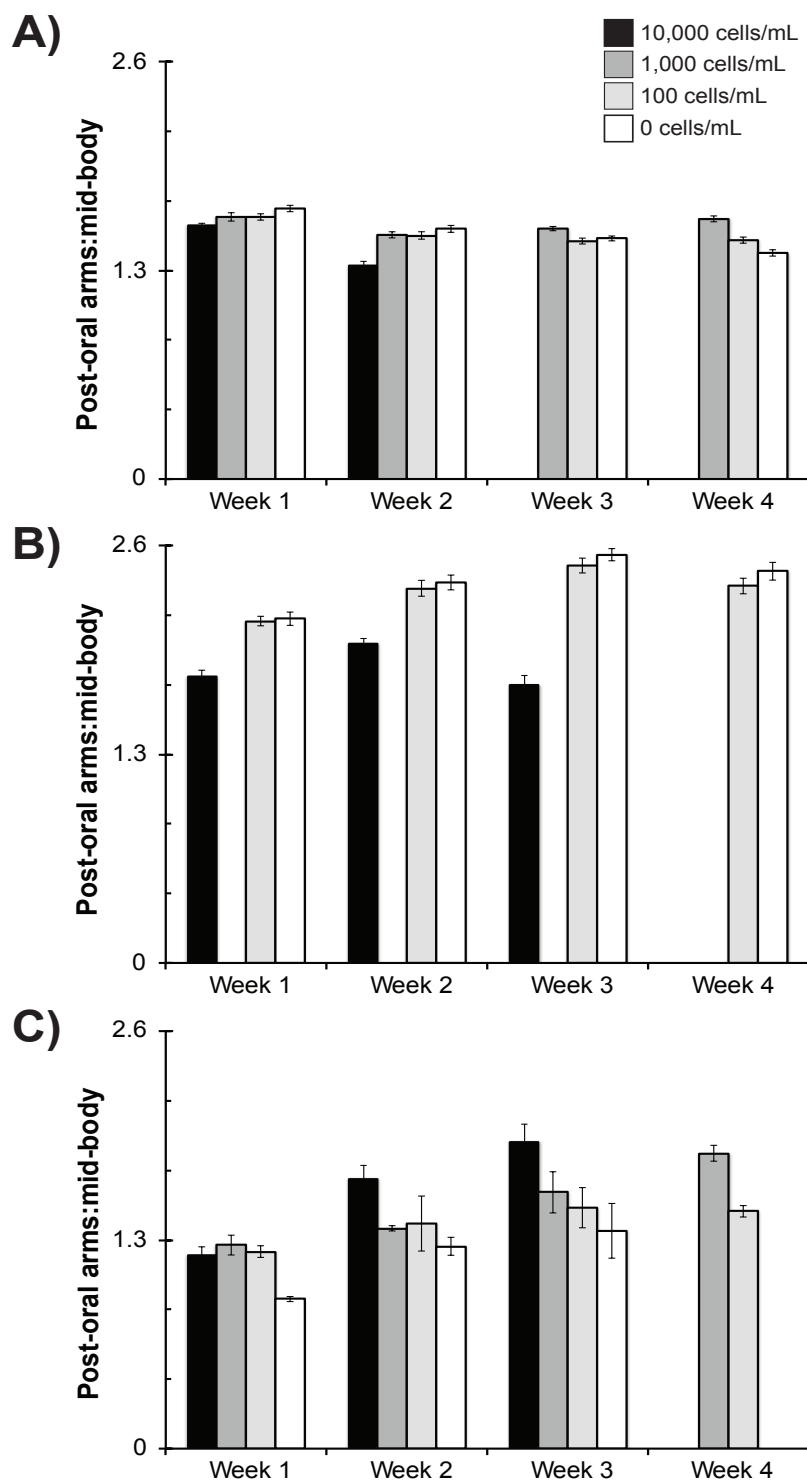 A)
10,000 cells/mL
1,000 cells/mL
100 cells/mL
0 cells/mL
2.6
1.3
0
Post-oral arms:mid-body
Week 1 Week 2 Week 3 Week 4
B)
2.6
1.3
0
Post-oral arms:mid-body
Week 1 Week 2 Week 3 Week 4
C)
2.6
1.3
0
Post-oral arms:mid-body
Week 1 Week 2 Week 3 Week 4